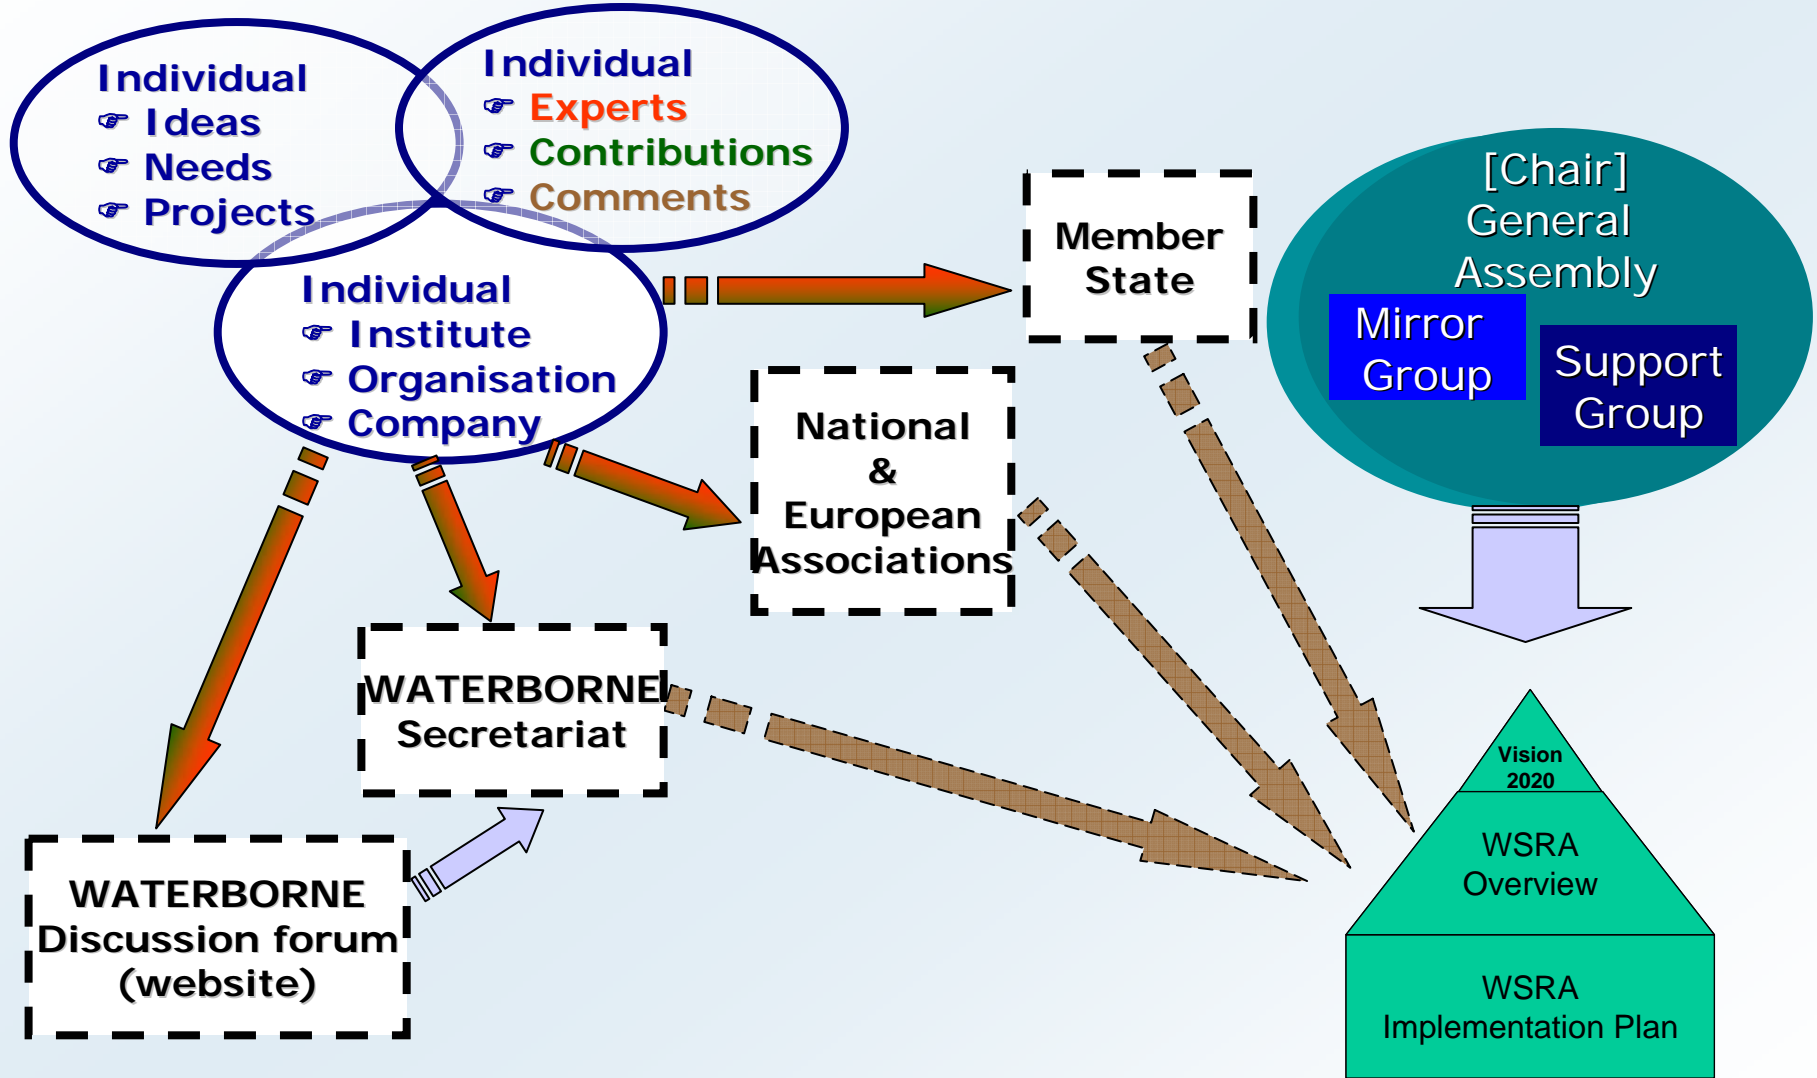 Individual
☞ Ideas
☞ Needs
☞ Projects
Individual
☞ Experts
☞ Contributions
☞ Comments
Individual
☞ Institute
☞ Organisation
☞ Company
Member
State
[Chair]
General
Assembly
Mirror
Group
Support
Group
National
&
European
Associations
WATERBORNE
Secretariat
WATERBORNE
Discussion forum
(website)
Vision
2020
WSRA
Overview
WSRA
Implementation Plan